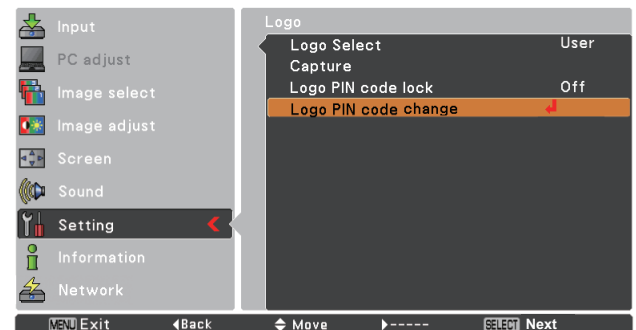 Input
PC adjust
Image select
Image adjust
Screen
Sound
Setting
Information
Network
Logo
Logo Select User
Capture
Logo PIN code lock Off
Logo PIN code change
MENU Exit ◀Back Move ▶----- SELECT Next